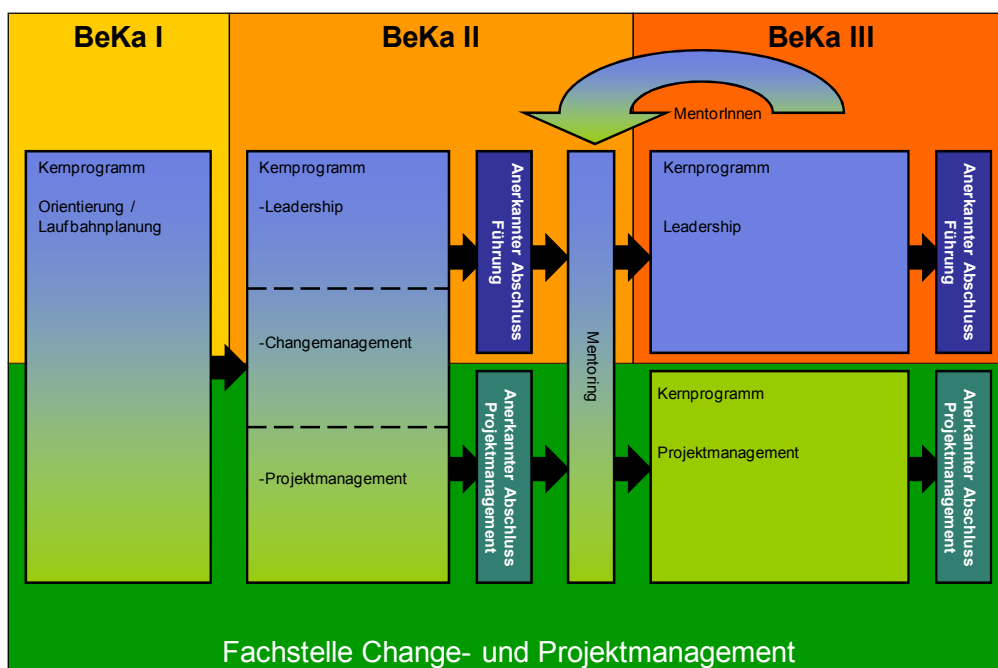 BeKa I
BeKa II
BeKa III
MentorInnen
Kernprogramm
Orientierung /
Laufbahnplanung
Kernprogramm
-Leadership
-Changemanagement
-Projektmanagement
Anerkannter Abschluss
Führung
Anerkannter Abschluss
Projektmanagement
Mentoring
Kernprogramm
Leadership
Kernprogramm
Projektmanagement
Anerkannter Abschluss
Führung
Anerkannter Abschluss
Projektmanagement
Fachstelle Change- und Projektmanagement